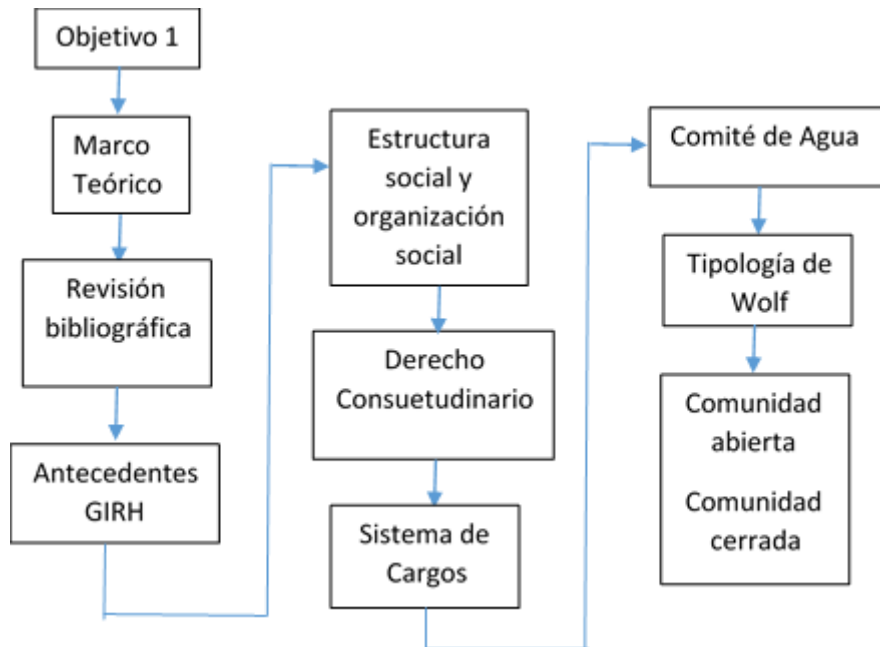 Objetivo 1
Marco
Teórico
Revisión
bibliográfica
Antecedentes
GIRH
Estructura
social y
organización
social
Derecho
Consuetudinario
Sistema de
Cargos
Comité de Agua
Tipología de
Wolf
Comunidad
abierta
Comunidad
cerrada